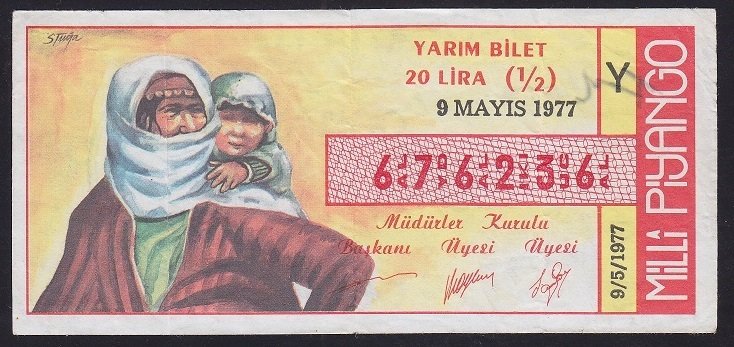 S Tuğa
YARIM BİLET
20 LİRA (1/2)
9 MAYIS 1977
Y
676236
Müdürler Kurulu
Başkanı Üyesi Üyesi
9/5/1977
MİLLİ PİYANGO